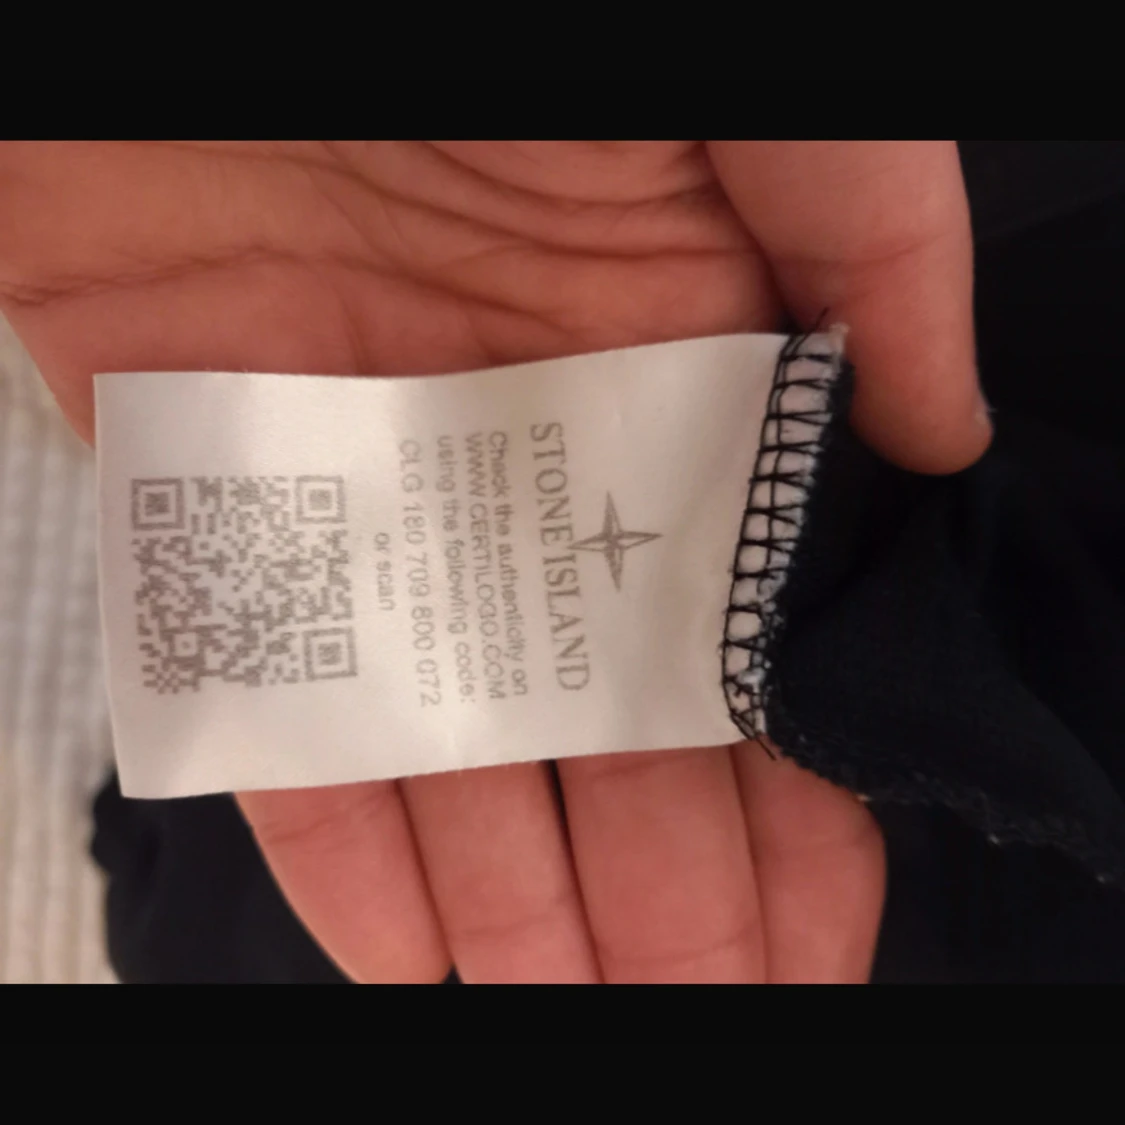 STONE ISLAND
Check the authenticity on
WWW.CERTILOGO.COM
using the following code:
CLG 180 709 800 072
or scan